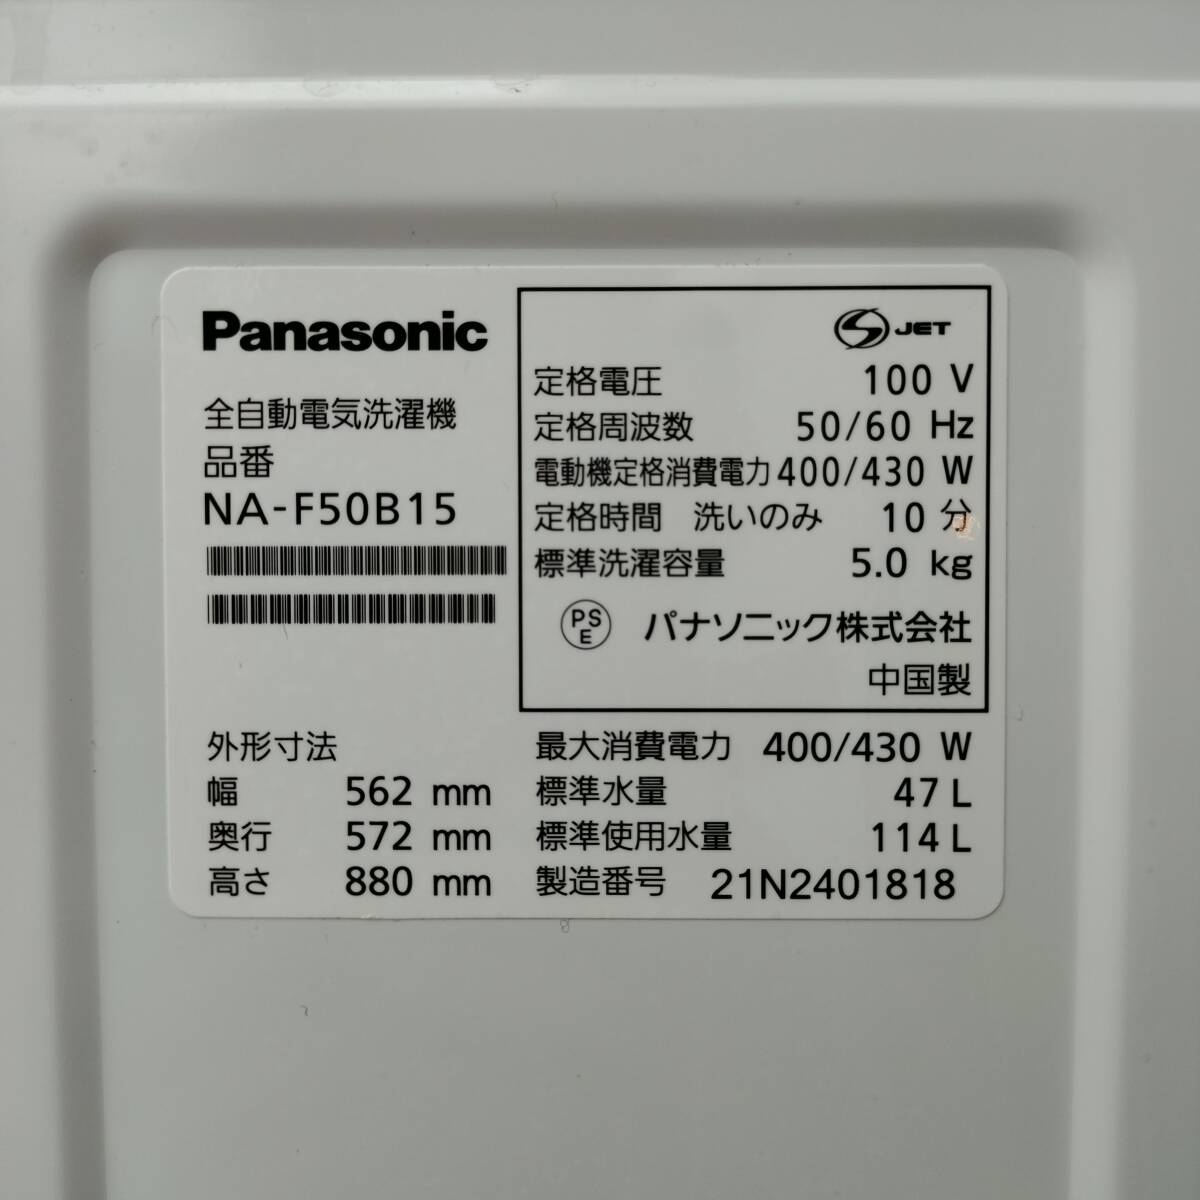 Panasonic
全自動電気洗濯機
品番
NA-F50B15
S JET
定格電圧 100 V
定格周波数 50/60 Hz
電動機定格消費電力 400/430 W
定格時間 洗いのみ 10 分
標準洗濯容量 5.0 kg
PS E パナソニック株式会社
中国製
外形寸法
幅 562 mm
奥行 572 mm
高さ 880 mm
最大消費電力 400/430 W
標準水量 47 L
標準使用水量 114 L
製造番号 21N2401818